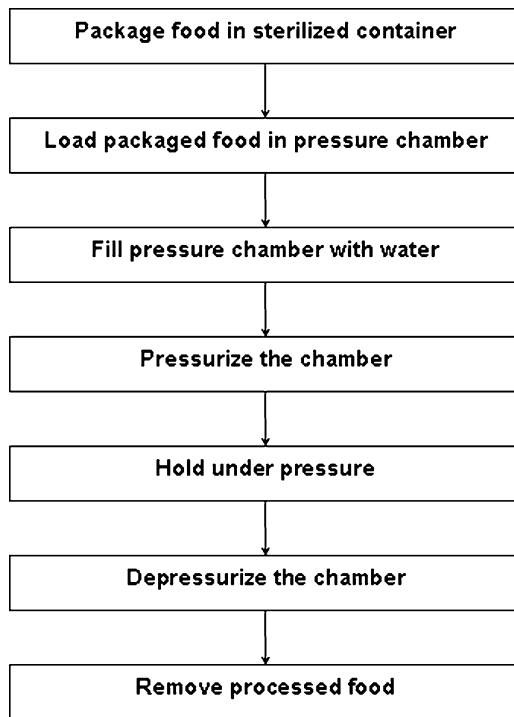 Package food in sterilized container
Load packaged food in pressure chamber
Fill pressure chamber with water
Pressurize the chamber
Hold under pressure
Depressurize the chamber
Remove processed food